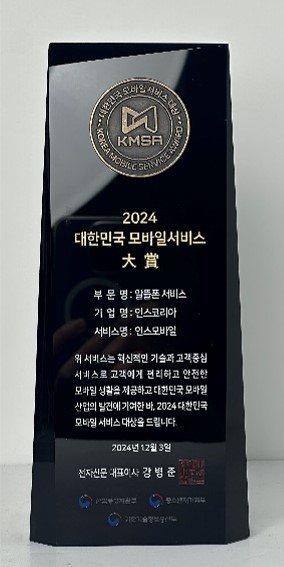 대한민국 모바일서비스 대상
KOREA MOBILE SERVICE AWARD
KMSA
2024
대한민국 모바일서비스
大賞
부 문 명 : 알뜰폰 서비스
기 업 명 : 인스코리아
서비스명 : 인스모바일
위 서비스는 혁신적인 기술과 고객중심
서비스로 고객에게 편리하고 안전한
모바일 생활을 제공하고 대한민국 모바일
산업의 발전에 기여한 바, 2024 대한민국
모바일 서비스 대상을 드립니다.
2024년 12월 3일
전자신문 대표이사 강 병 준